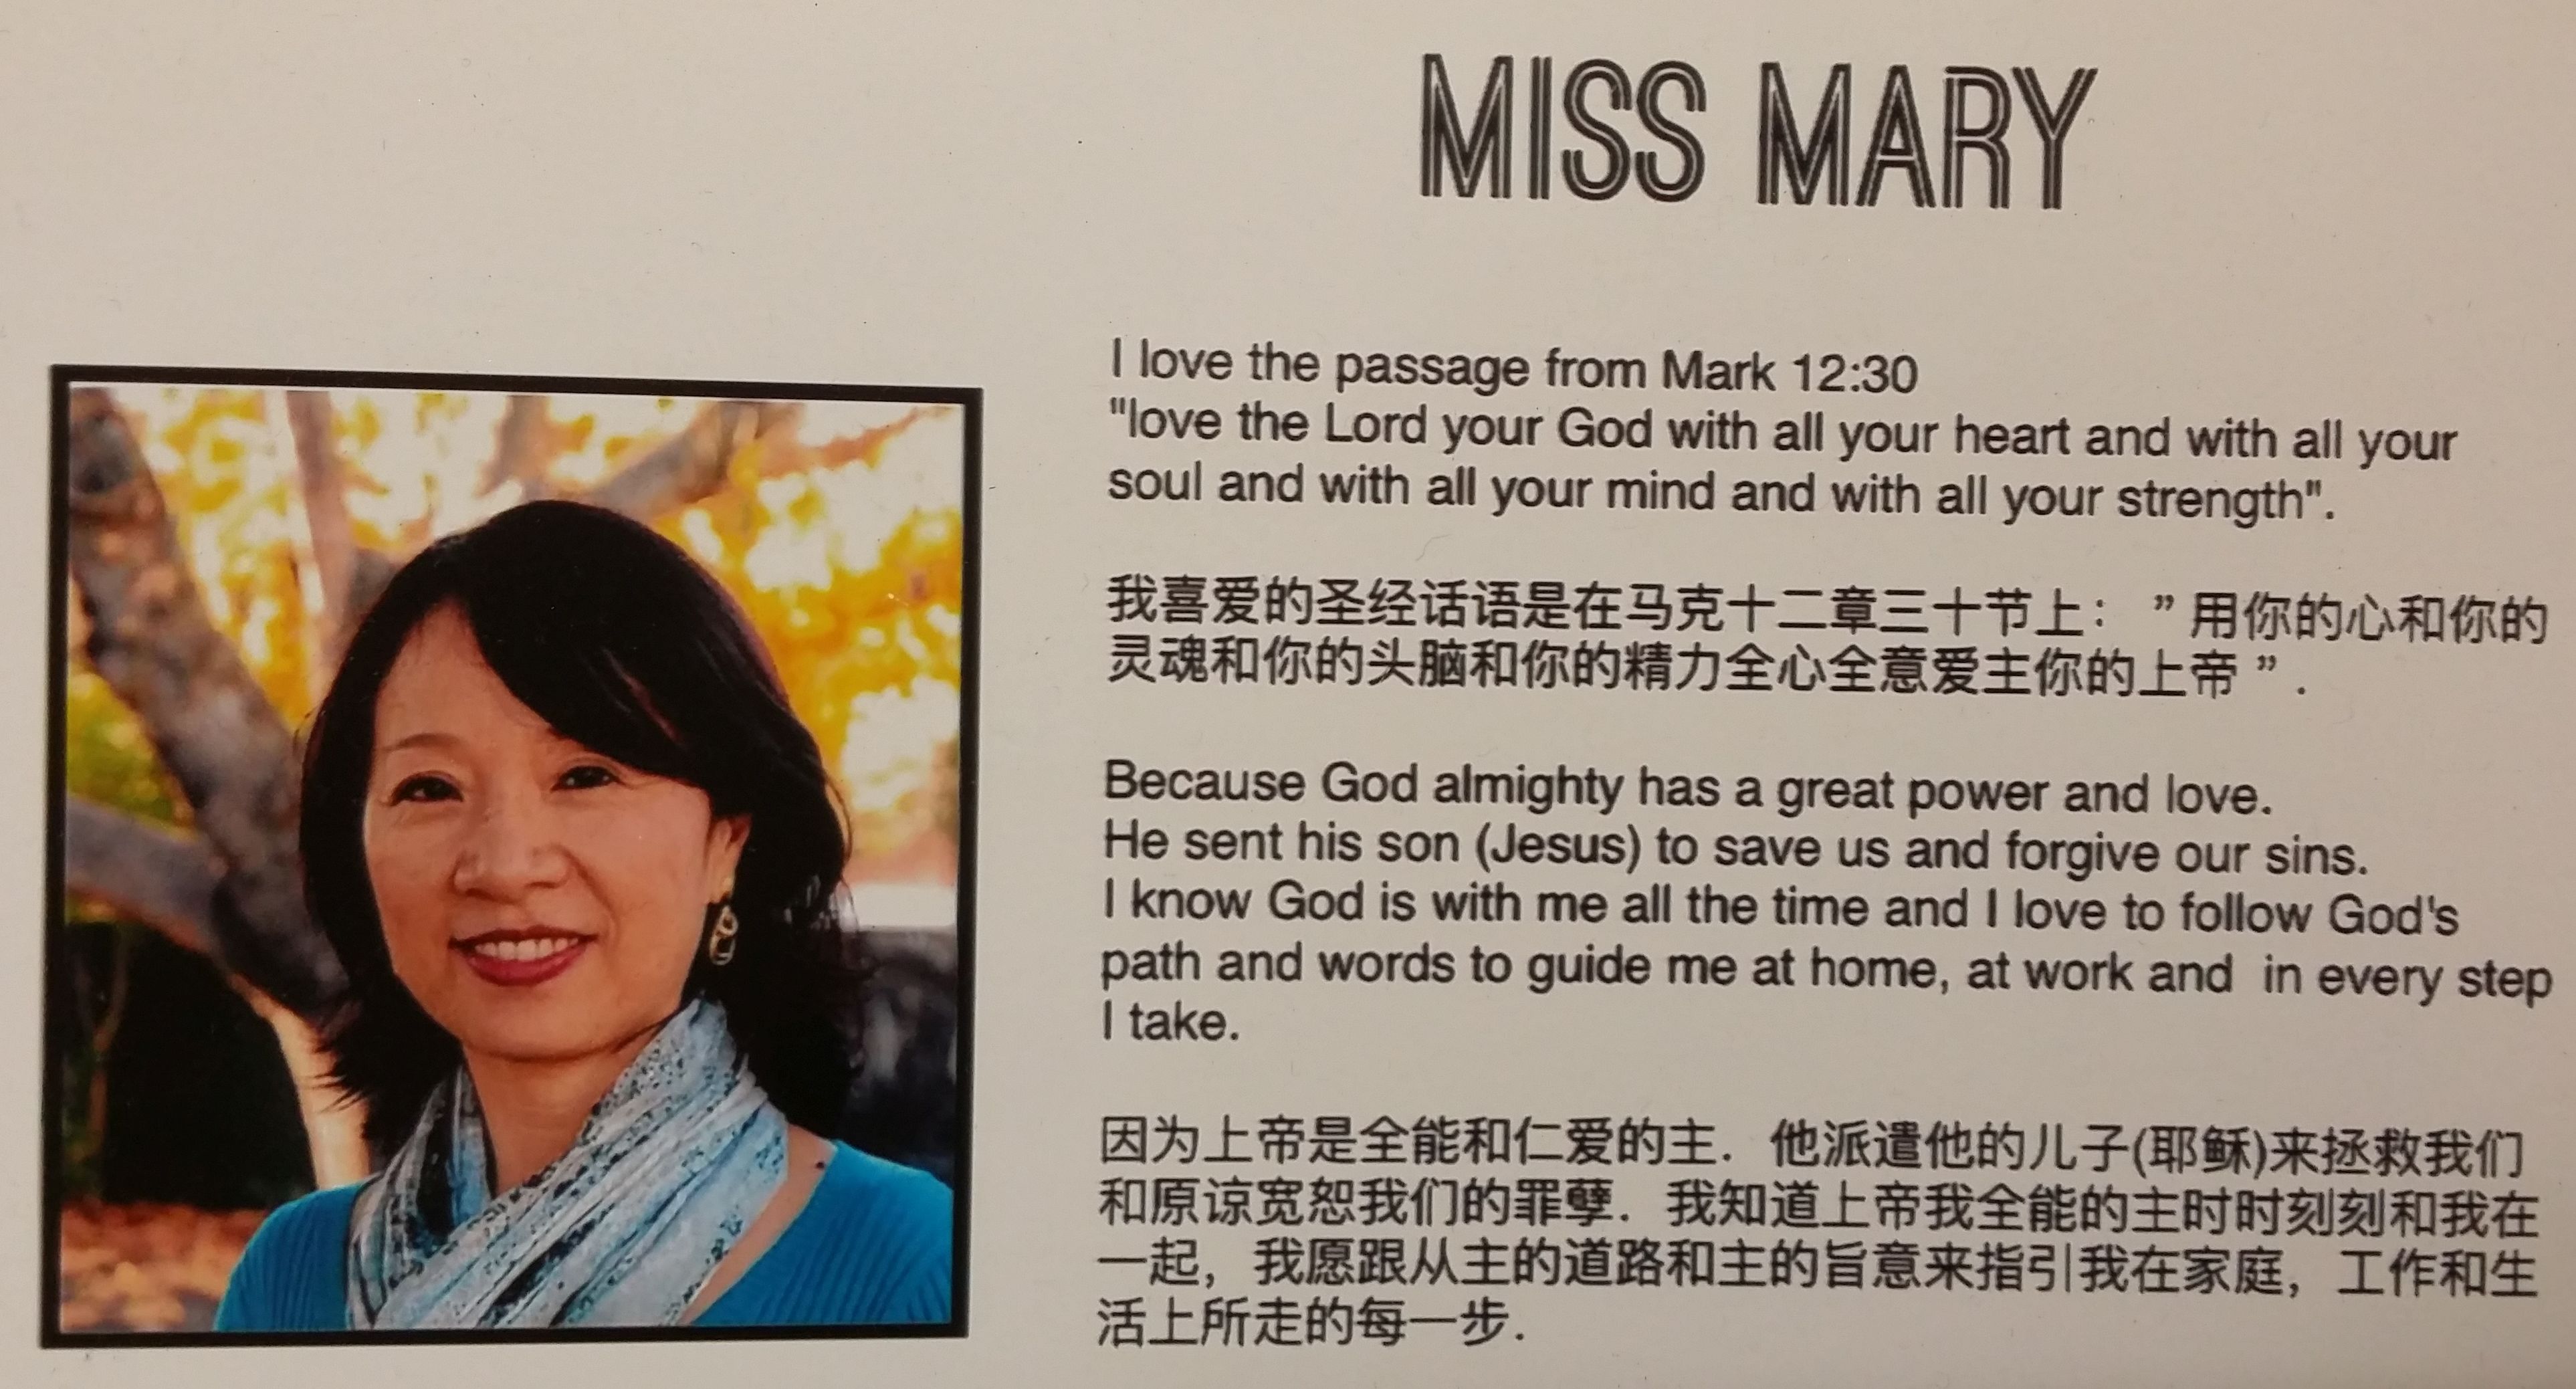 MISS MARY
I love the passage from Mark 12:30
"love the Lord your God with all your heart and with all your
soul and with all your mind and with all your strength".
我喜爱的圣经话语是在马克十二章三十节上： ”用你的心和你的
灵魂和你的头脑和你的精力全心全意爱主你的上帝 ”.
Because God almighty has a great power and love.
He sent his son (Jesus) to save us and forgive our sins.
I know God is with me all the time and I love to follow God's
path and words to guide me at home, at work and  in every step
I take.
因为上帝是全能和仁爱的主. 他派遣他的儿子(耶稣)来拯救我们
和原谅宽恕我们的罪孽. 我知道上帝我全能的主时时刻刻和我在
一起，我愿跟从主的道路和主的旨意来指引我在家庭，工作和生
活上所走的每一步.